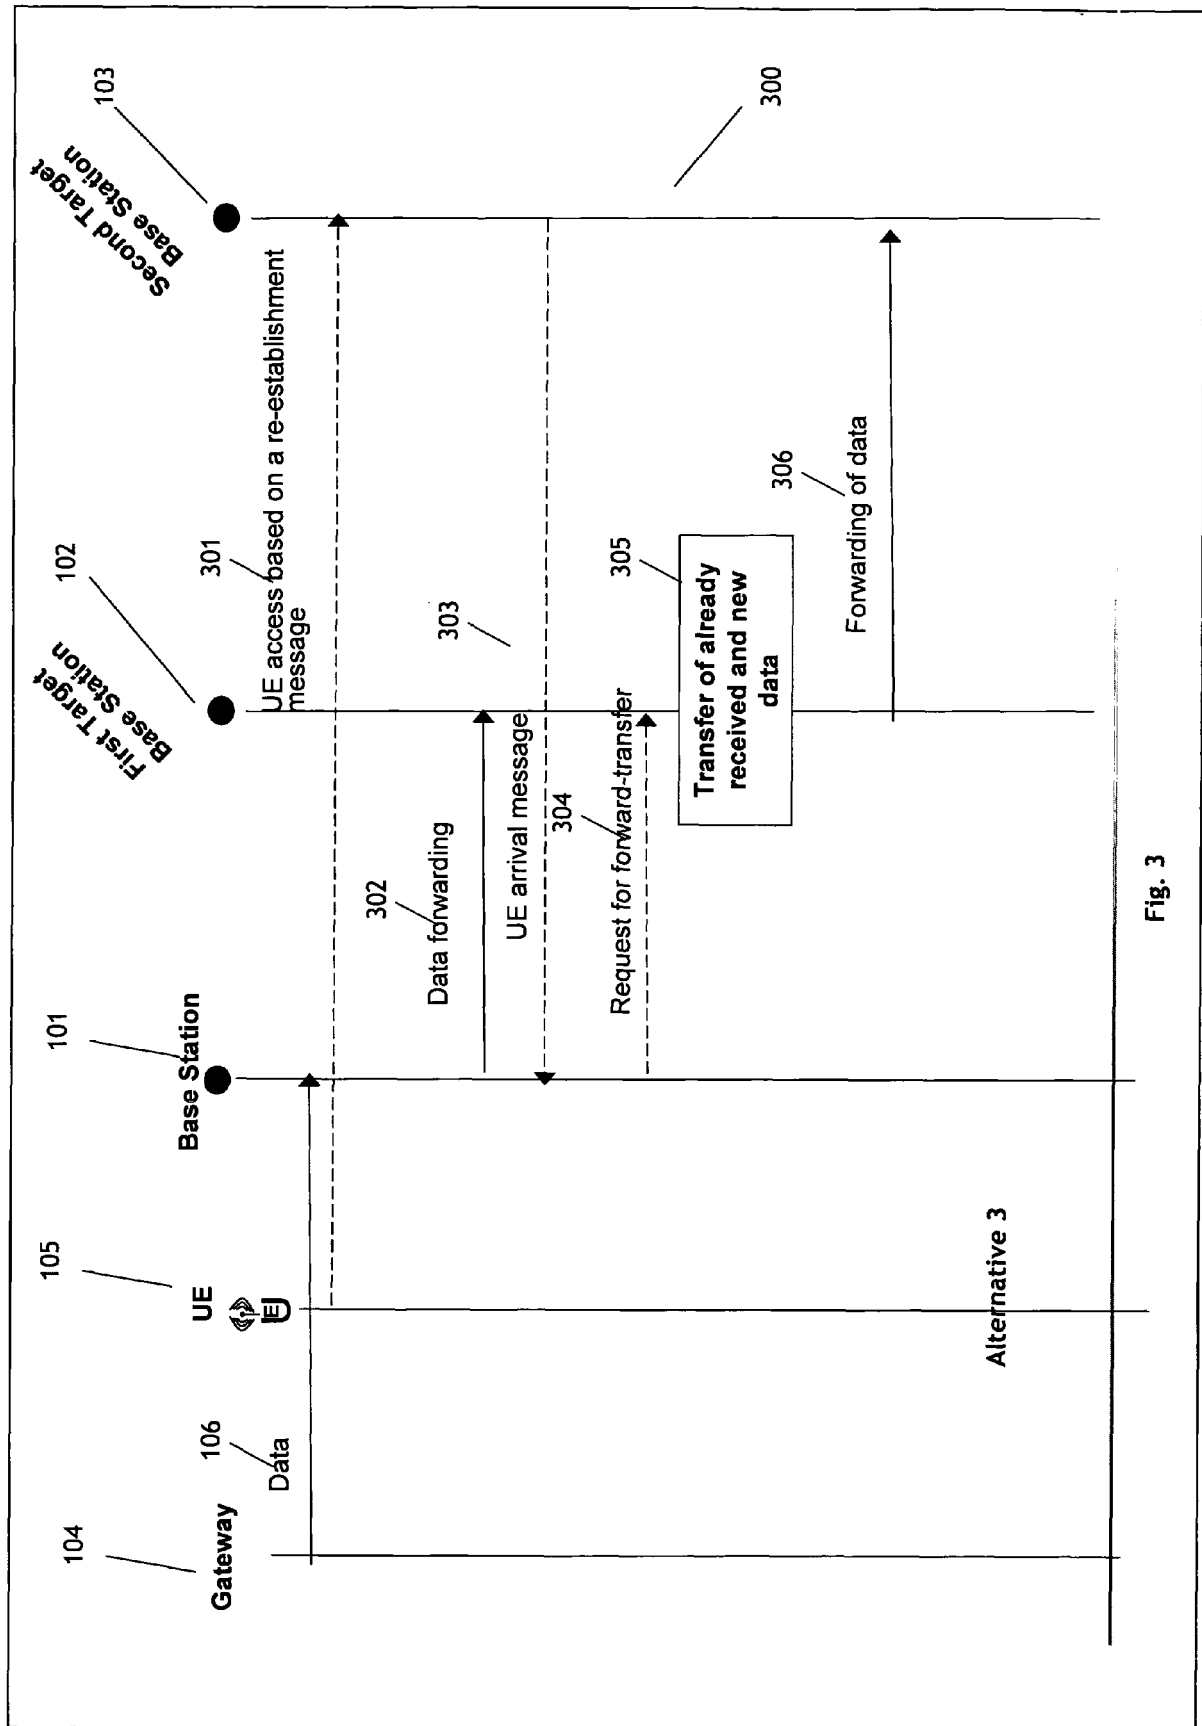 104
Gateway
105
UE
UE
101
Base Station
102
First Target
Base Station
103
Second Target
Base Station
106
Data
301
UE access based on a re-establishment
message
302
Data forwarding
303
UE arrival message
304
Request for forward-transfer
305
Transfer of already
received and new
data
306
Forwarding of data
300
Alternative 3
Fig. 3